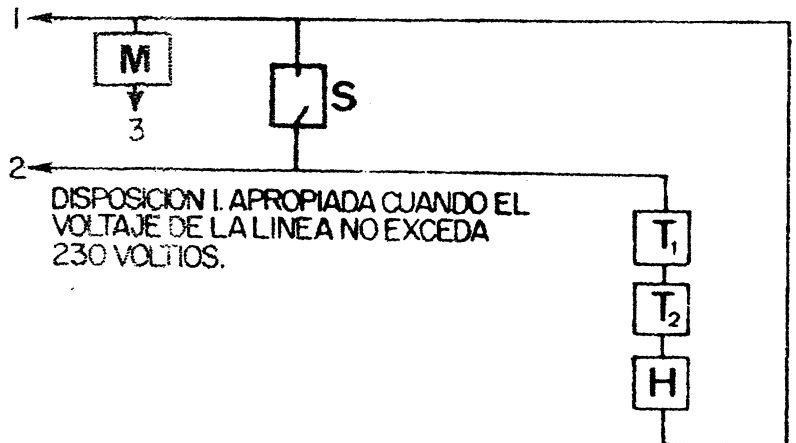 1
M
S
3
2
DISPOSICION I. APROPIADA CUANDO EL
VOLTAJE DE LA LINEA NO EXCEDA
230 VOLTIOS.
T₁
T₂
H